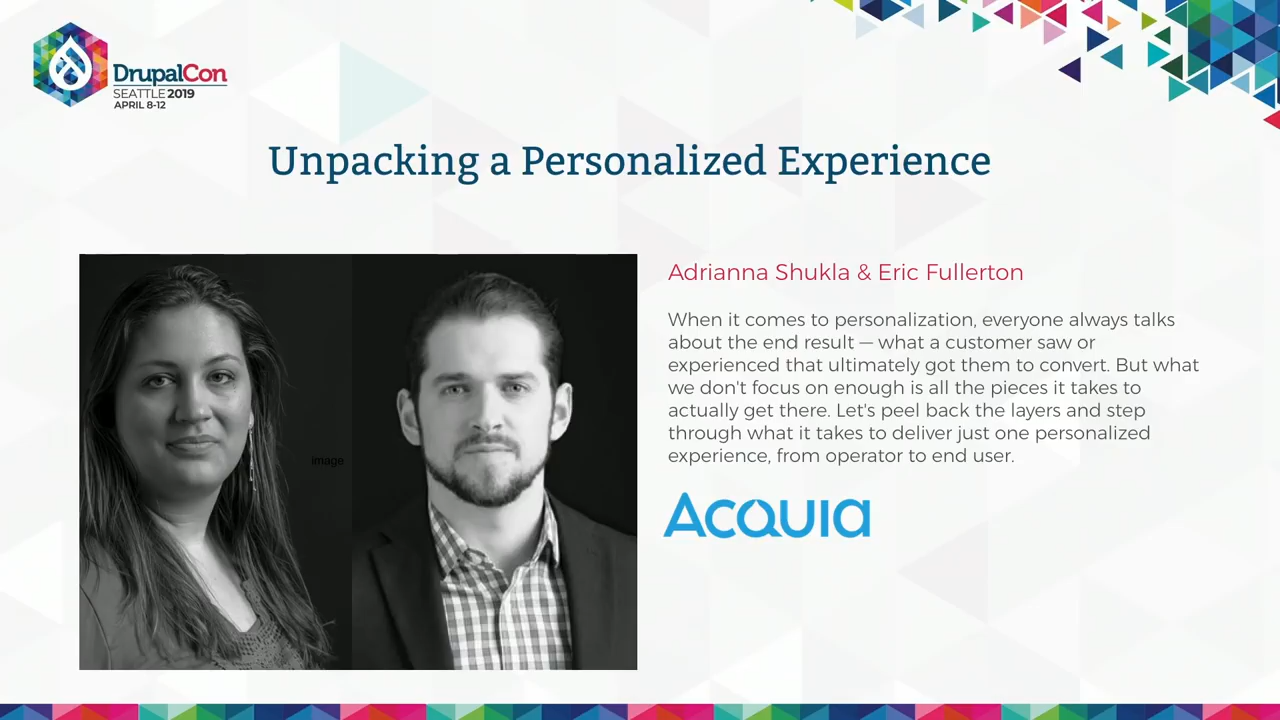 DrupalCon
SEATTLE 2019
APRIL 8-12
Unpacking a Personalized Experience
image
Adrianna Shukla & Eric Fullerton
When it comes to personalization, everyone always talks
about the end result — what a customer saw or
experienced that ultimately got them to convert. But what
we don't focus on enough is all the pieces it takes to
actually get there. Let's peel back the layers and step
through what it takes to deliver just one personalized
experience, from operator to end user.
Acquia